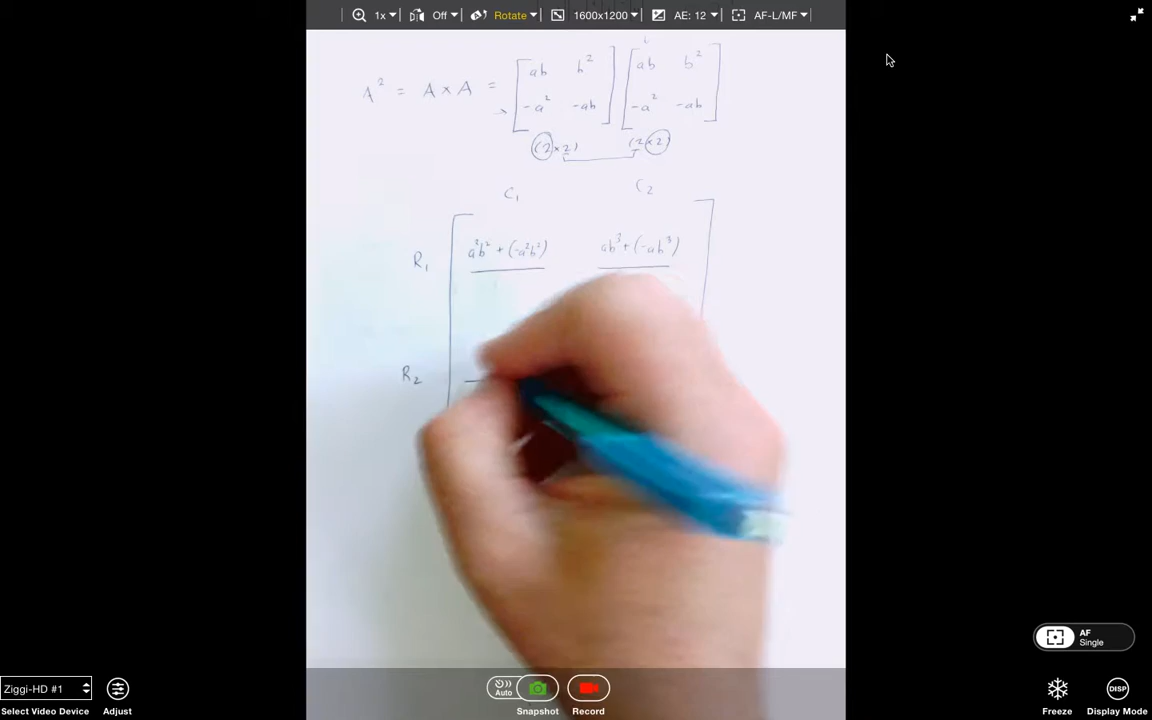 1x Off Rotate 1600x1200 AE: 12 AF-L/MF
A² = A × A = [ab b² -a² -ab] [ab b² -a² -ab]
(2×2) (2×2)
C₁ C₂
R₁ a²b² + (-a²b²) ab³ + (-ab³)
R₂
AF
Single
Ziggi-HD #1
Auto
Select Video Device Adjust Snapshot Record Freeze DISP Display Mode